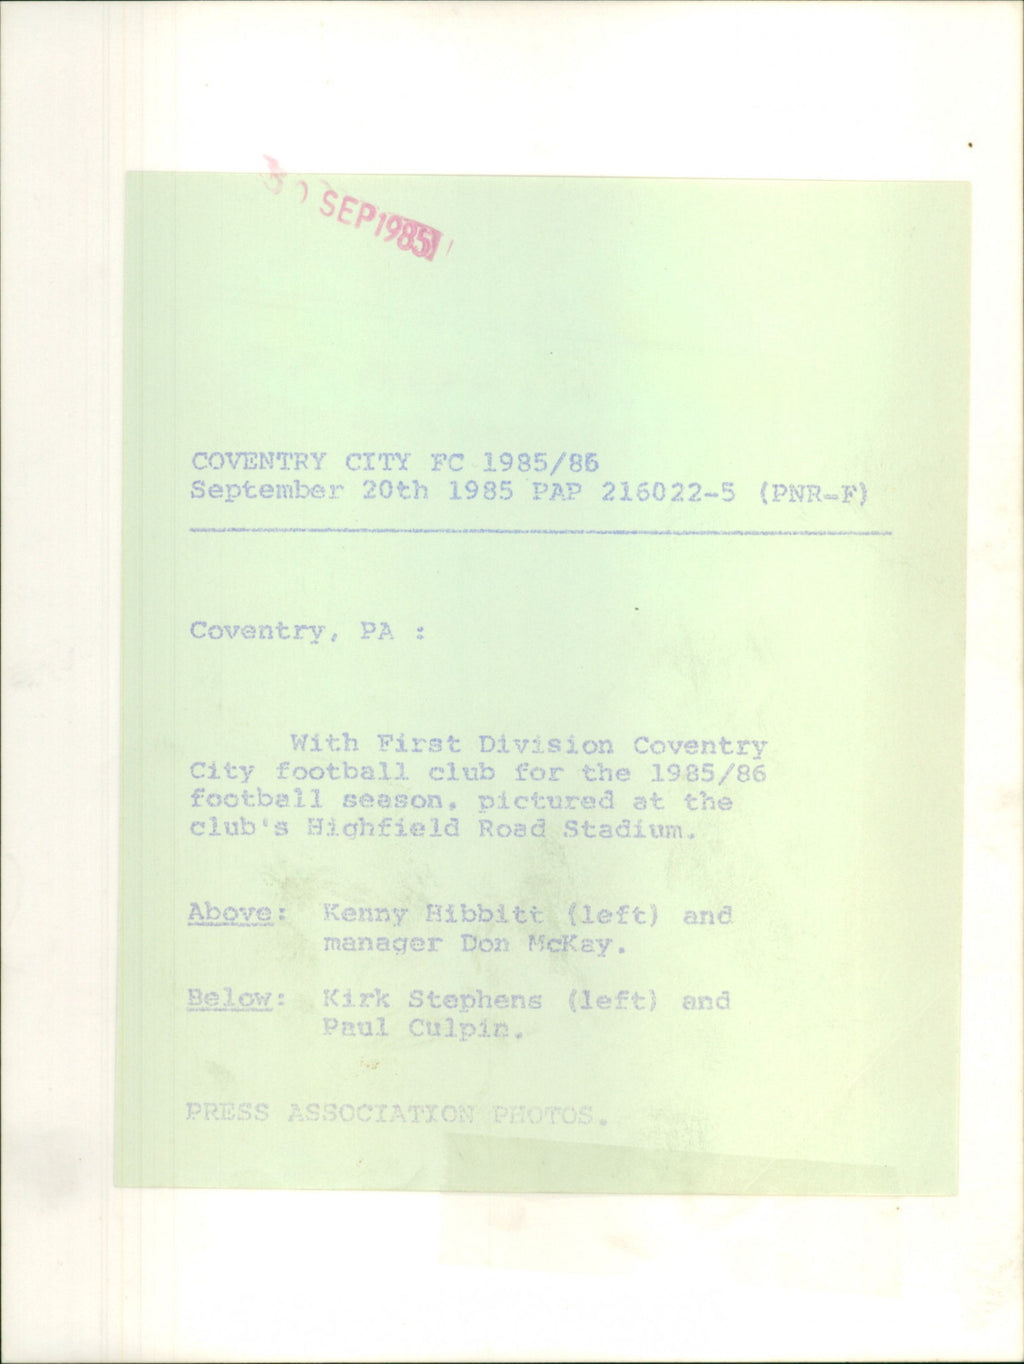 SEP 1985
COVENTRY CITY FC 1985/86
September 20th 1985 PAP 216022-5 (PNR-F)
Coventry, PA :
With First Division Coventry
City football club for the 1985/86
football season, pictured at the
club's Highfield Road Stadium.
Above: Kenny Hibbitt (left) and
manager Don McKay.
Below: Kirk Stephens (left) and
Paul Culpin.
PRESS ASSOCIATION PHOTOS.